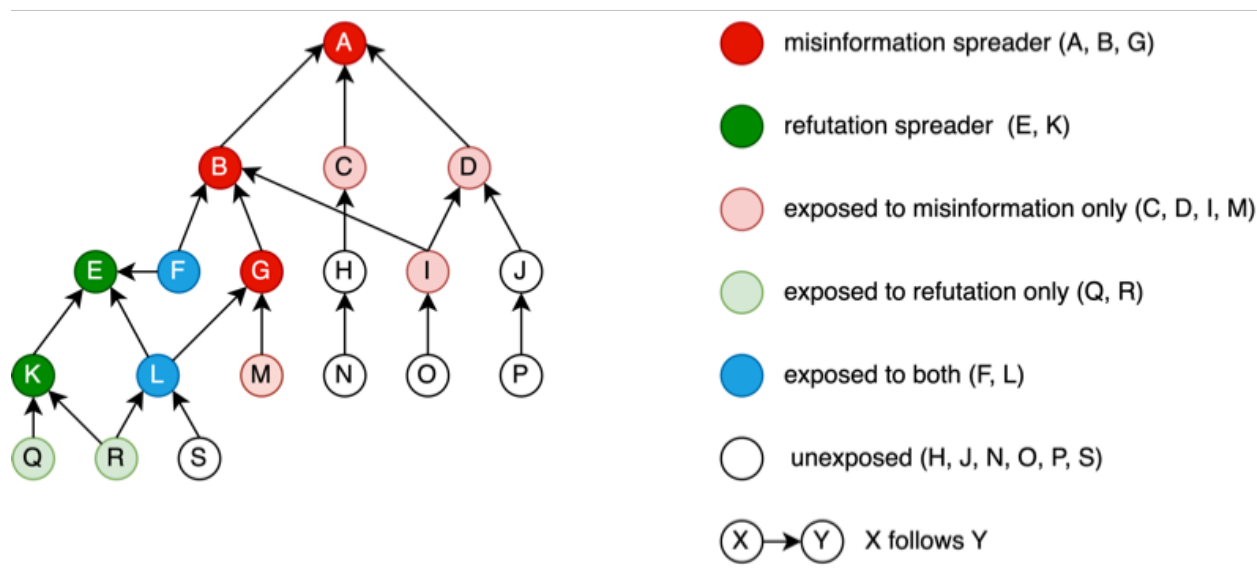 A
B
C
D
E
F
G
H
I
J
K
L
M
N
O
P
Q
R
S
misinformation spreader (A, B, G)
refutation spreader (E, K)
exposed to misinformation only (C, D, I, M)
exposed to refutation only (Q, R)
exposed to both (F, L)
unexposed (H, J, N, O, P, S)
X Y X follows Y